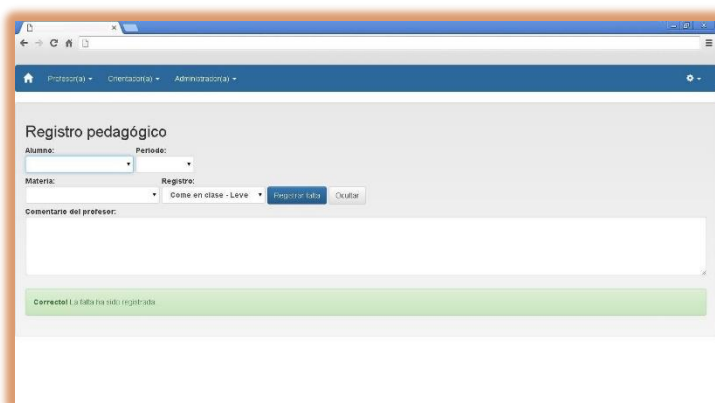 Profesor(a) Orientador(a) Administrador(a)
Registro pedagógico
Alumno: Periodo:
Materia: Registro:
Come en clase - Leve Registrar falta Ocultar
Comentario del profesor:
Correcto! La falta ha sido registrada